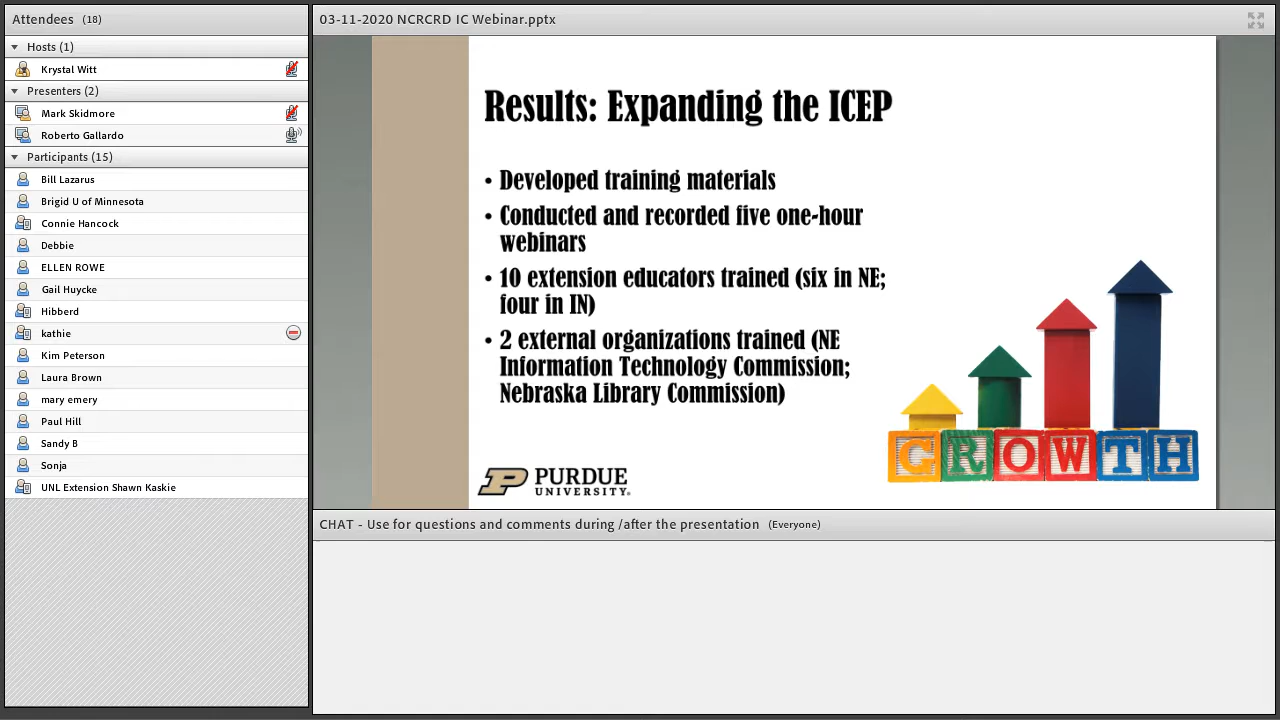 Attendees (18)
Hosts (1)
Krystal Witt
Presenters (2)
Mark Skidmore
Roberto Gallardo
Participants (15)
Bill Lazarus
Brigid U of Minnesota
Connie Hancock
Debbie
ELLEN ROWE
Gail Huycke
Hibberd
kathie
Kim Peterson
Laura Brown
mary emery
Paul Hill
Sandy B
Sonja
UNL Extension Shawn Kaskie
03-11-2020 NCRCRD IC Webinar.pptx
Results: Expanding the ICEP
• Developed training materials
• Conducted and recorded five one-hour
webinars
• 10 extension educators trained (six in NE;
four in IN)
• 2 external organizations trained (NE
Information Technology Commission;
Nebraska Library Commission)
GROWTH
P PURDUE
UNIVERSITY.
CHAT - Use for questions and comments during /after the presentation (Everyone)